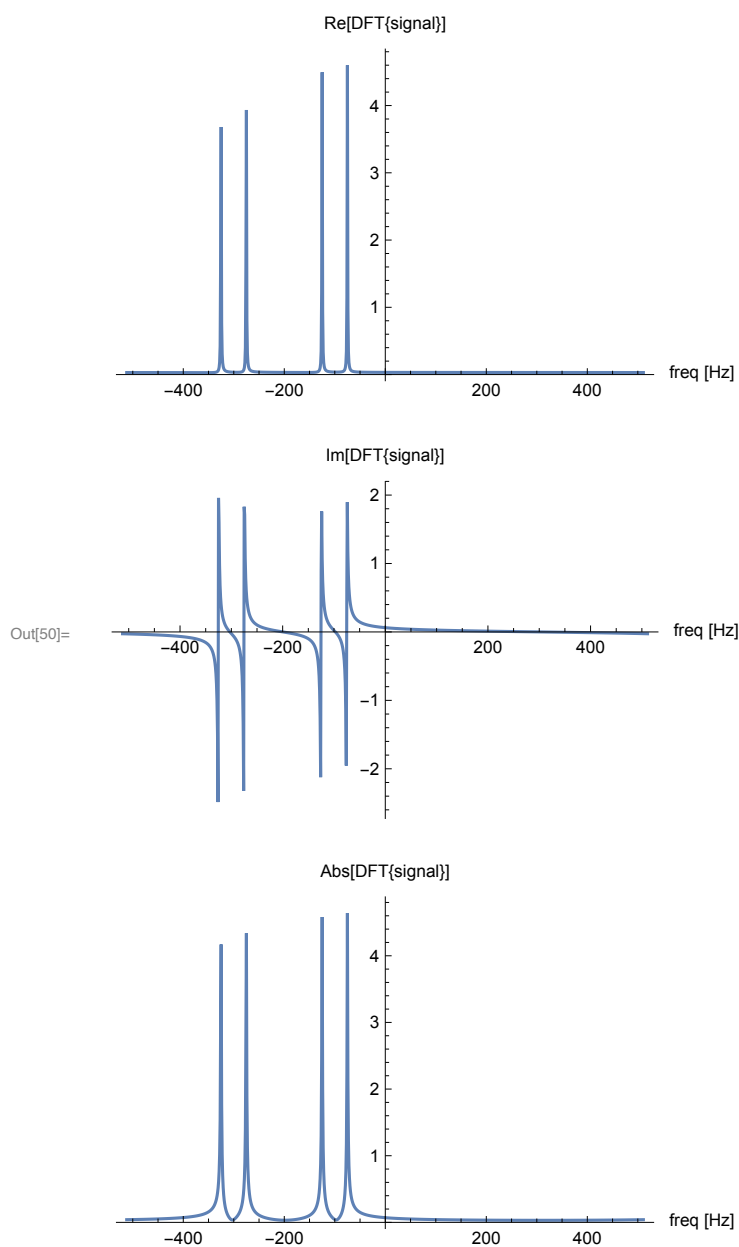 Re[DFT{signal}]
4
3
2
1
−400 −200 200 400 freq [Hz]
Im[DFT{signal}]
2
1
Out[50]= −400 −200 200 400 freq [Hz]
−1
−2
Abs[DFT{signal}]
4
3
2
1
−400 −200 200 400 freq [Hz]